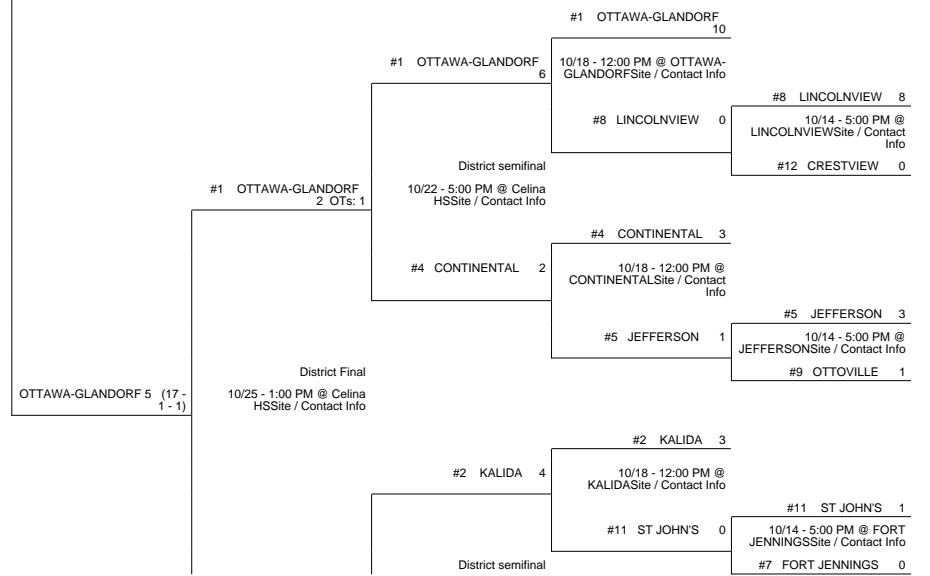 #1 OTTAWA-GLANDORF
10
#1 OTTAWA-GLANDORF
6
10/18 - 12:00 PM @ OTTAWA-
GLANDORFSite / Contact Info
#8 LINCOLNVIEW 8
#8 LINCOLNVIEW 0
10/14 - 5:00 PM @
LINCOLNVIEWSite / Contact
Info
District semifinal
#12 CRESTVIEW 0
#1 OTTAWA-GLANDORF
2 OTs: 1
10/22 - 5:00 PM @ Celina
HSSite / Contact Info
#4 CONTINENTAL 3
#4 CONTINENTAL 2
10/18 - 12:00 PM @
CONTINENTALSite / Contact
Info
#5 JEFFERSON 3
#5 JEFFERSON 1
10/14 - 5:00 PM @
JEFFERSONSite / Contact Info
District Final
#9 OTTOVILLE 1
OTTAWA-GLANDORF 5 (17 -
1 - 1)
10/25 - 1:00 PM @ Celina
HSSite / Contact Info
#2 KALIDA 3
#2 KALIDA 4
10/18 - 12:00 PM @
KALIDASite / Contact Info
#11 ST JOHN'S 1
#11 ST JOHN'S 0
10/14 - 5:00 PM @ FORT
JENNINGSSite / Contact Info
District semifinal
#7 FORT JENNINGS 0